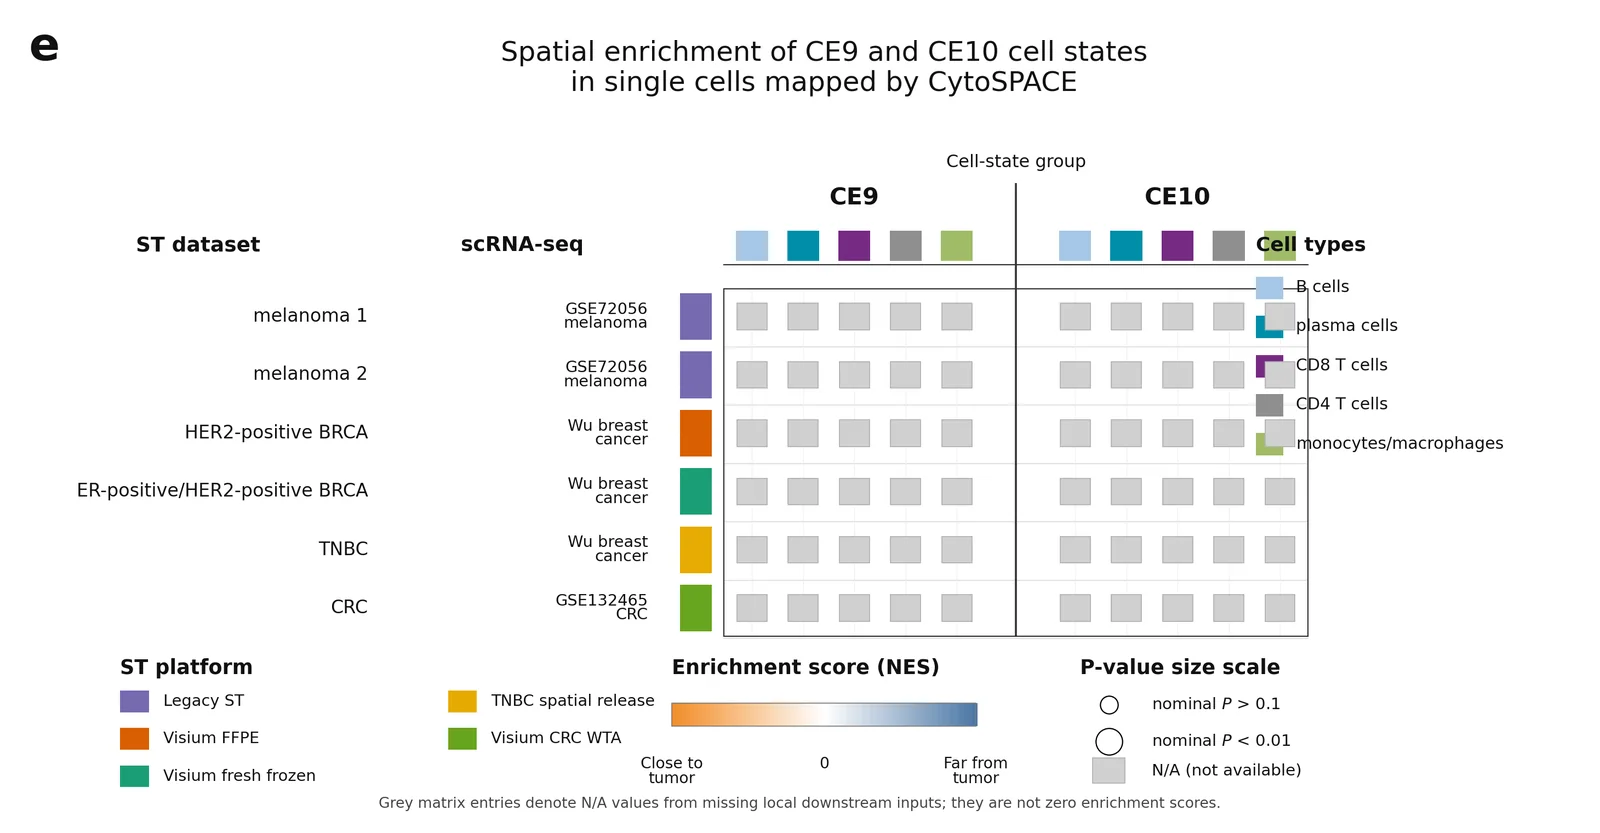 e
Spatial enrichment of CE9 and CE10 cell states
in single cells mapped by CytoSPACE
Cell-state group
CE9
CE10
ST dataset
scRNA-seq
Cell types
melanoma 1
GSE72056
melanoma
melanoma 2
GSE72056
melanoma
HER2-positive BRCA
Wu breast
cancer
ER-positive/HER2-positive BRCA
Wu breast
cancer
TNBC
Wu breast
cancer
CRC
GSE132465
CRC
B cells
plasma cells
CD8 T cells
CD4 T cells
monocytes/macrophages
ST platform
Legacy ST
Visium FFPE
Visium fresh frozen
TNBC spatial release
Visium CRC WTA
Enrichment score (NES)
Close to
tumor
0
Far from
tumor
P-value size scale
nominal P > 0.1
nominal P < 0.01
N/A (not available)
Grey matrix entries denote N/A values from missing local downstream inputs; they are not zero enrichment scores.